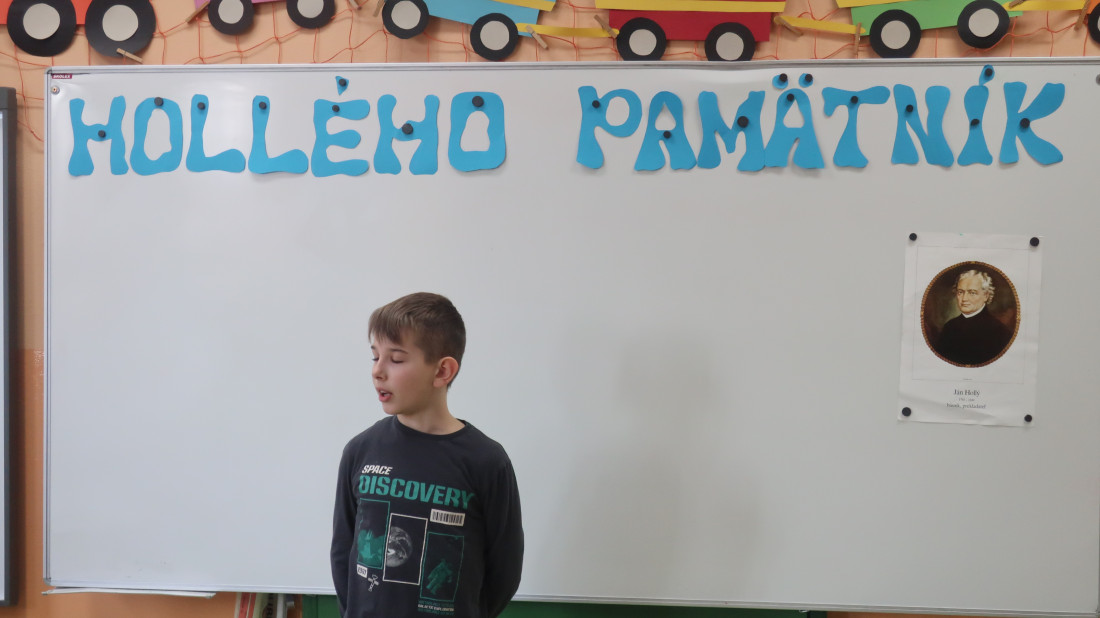 HOLLÉHO PAMÄTNÍK
Ján Hollý
SPACE
DISCOVERY